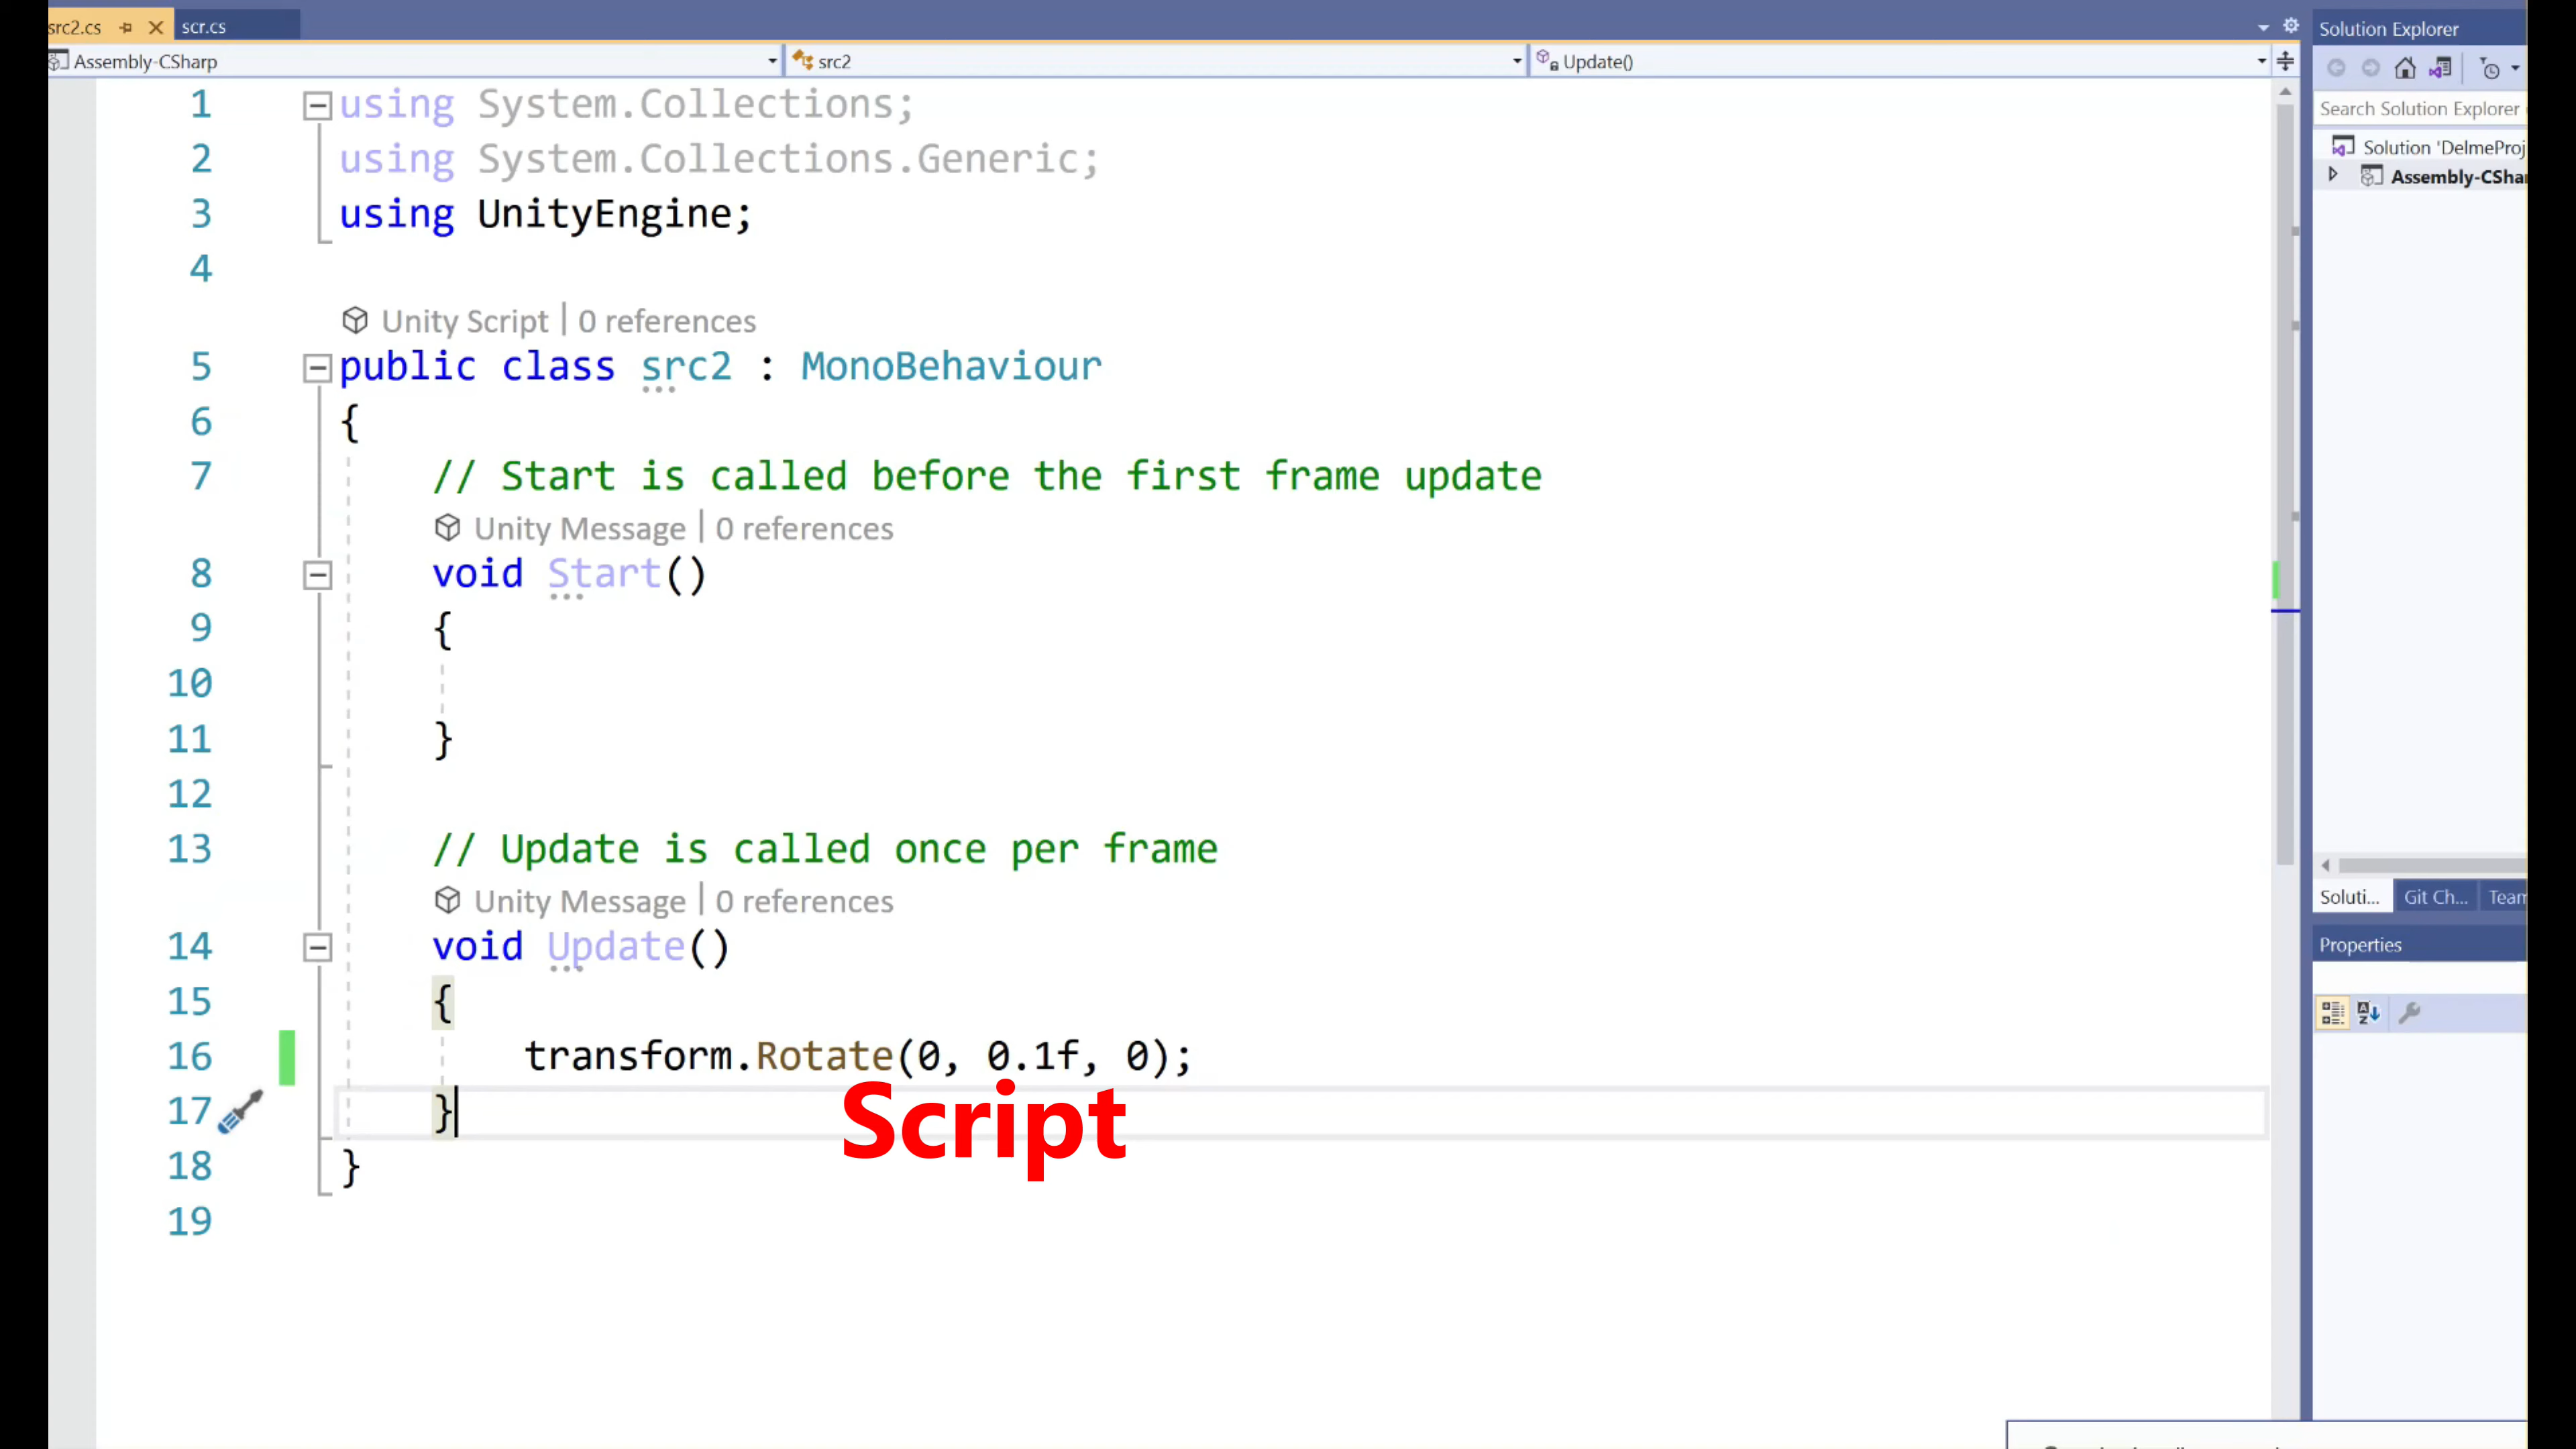 src2.cs
scr.cs
Solution Explorer
Assembly-CSharp
src2
Update()
Search Solution Explorer
Solution 'DelmeProj
Assembly-CShar
1 using System.Collections;
2 using System.Collections.Generic;
3 using UnityEngine;
4
Unity Script | 0 references
5 public class src2 : MonoBehaviour
6 {
7 // Start is called before the first frame update
Unity Message | 0 references
8 void Start()
9 {
10
11 }
12
13 // Update is called once per frame
Unity Message | 0 references
14 void Update()
15 {
16 transform.Rotate(0, 0.1f, 0);
17 }
18 }
19
Script
Soluti...
Git Ch...
Team
Properties